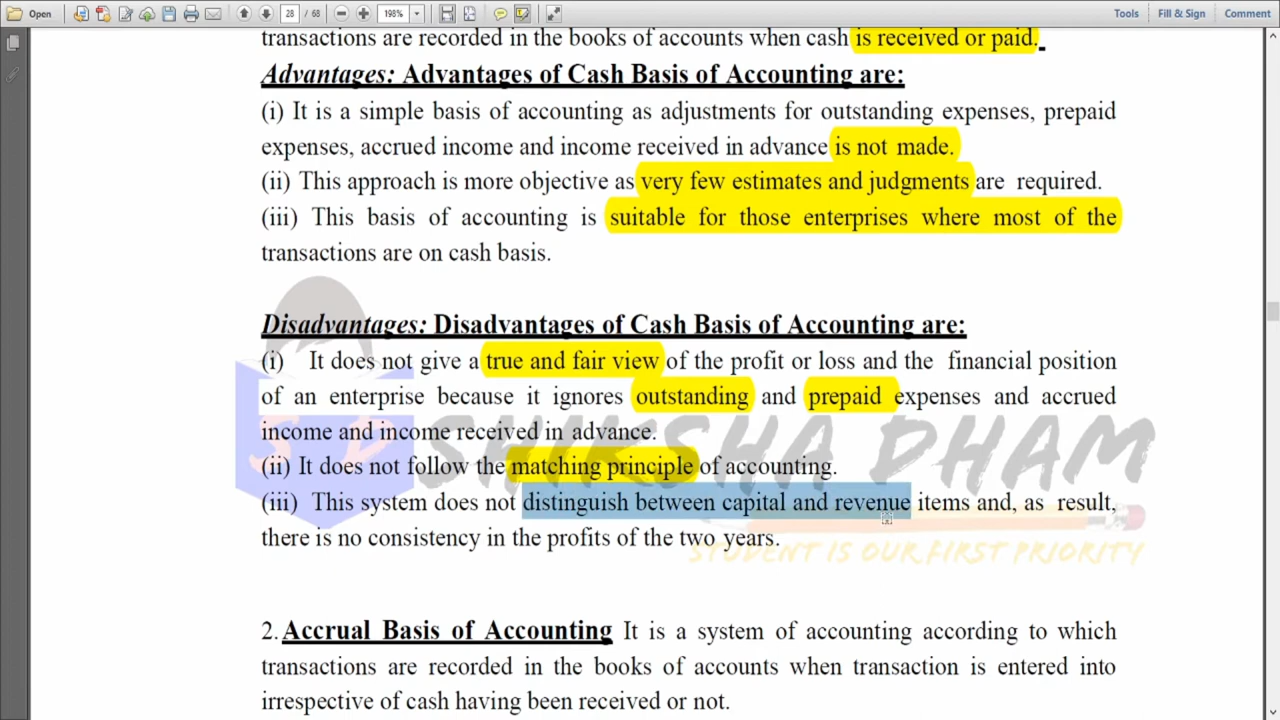 Open 28 / 68 198% Tools Fill & Sign Comment
transactions are recorded in the books of accounts when cash is received or paid.
Advantages: Advantages of Cash Basis of Accounting are:
(i) It is a simple basis of accounting as adjustments for outstanding expenses, prepaid
expenses, accrued income and income received in advance is not made.
(ii) This approach is more objective as very few estimates and judgments are required.
(iii) This basis of accounting is suitable for those enterprises where most of the
transactions are on cash basis.
Disadvantages: Disadvantages of Cash Basis of Accounting are:
(i) It does not give a true and fair view of the profit or loss and the financial position
of an enterprise because it ignores outstanding and prepaid expenses and accrued
income and income received in advance.
SHIKSHA DHAM
(ii) It does not follow the matching principle of accounting.
(iii) This system does not distinguish between capital and revenue items and, as result,
there is no consistency in the profits of the two years.
STUDENT IS OUR FIRST PRIORITY
2. Accrual Basis of Accounting It is a system of accounting according to which
transactions are recorded in the books of accounts when transaction is entered into
irrespective of cash having been received or not.